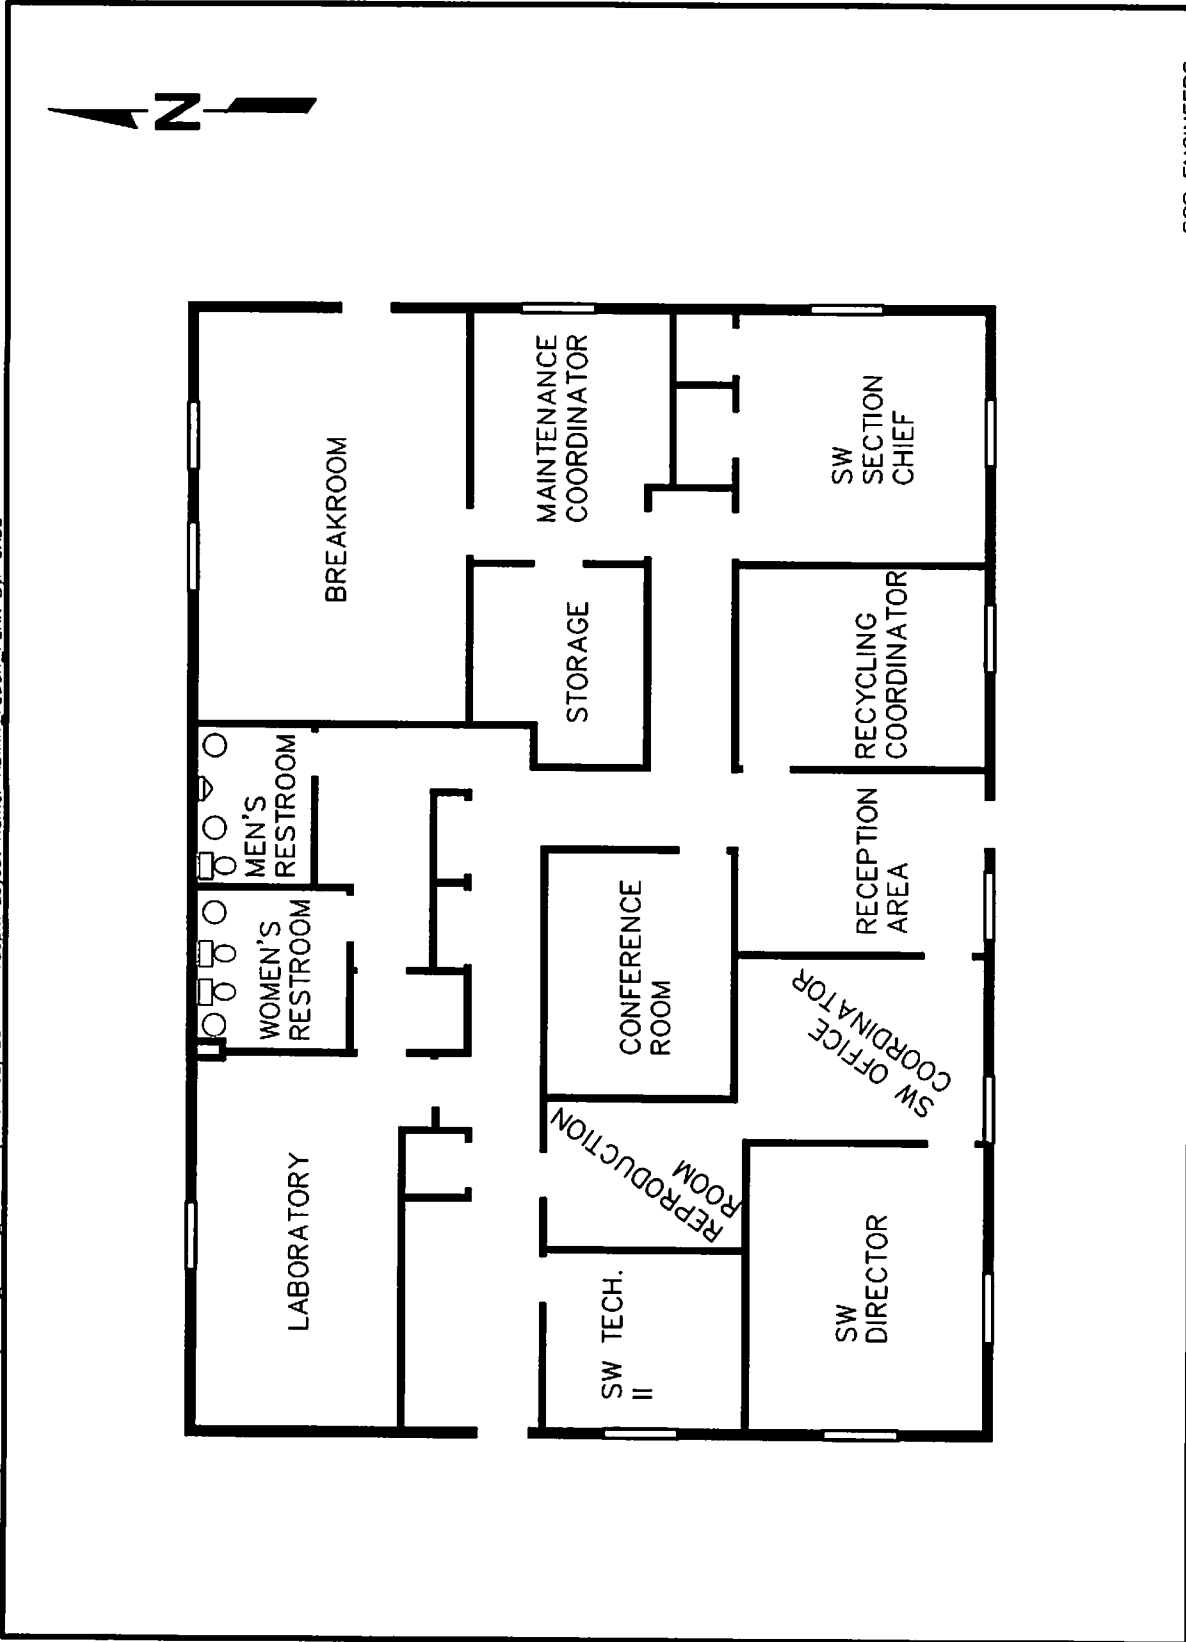 N
BREAKROOM
MEN'S
RESTROOM
WOMEN'S
RESTROOM
LABORATORY
MAINTENANCE
COORDINATOR
STORAGE
CONFERENCE
ROOM
REPRODUCTION
ROOM
SW TECH.
II
SW
SECTION
CHIEF
RECYCLING
COORDINATOR
RECEPTION
AREA
SW OFFICE
COORDINATOR
SW
DIRECTOR